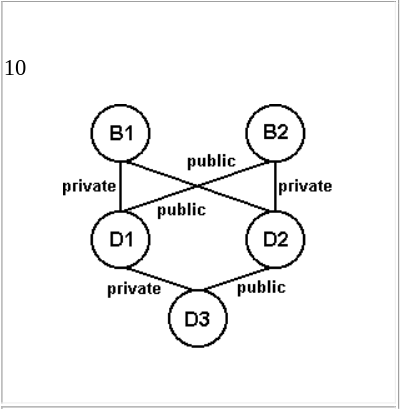 10
B1 B2
public
private private
public
D1 D2
private public
D3